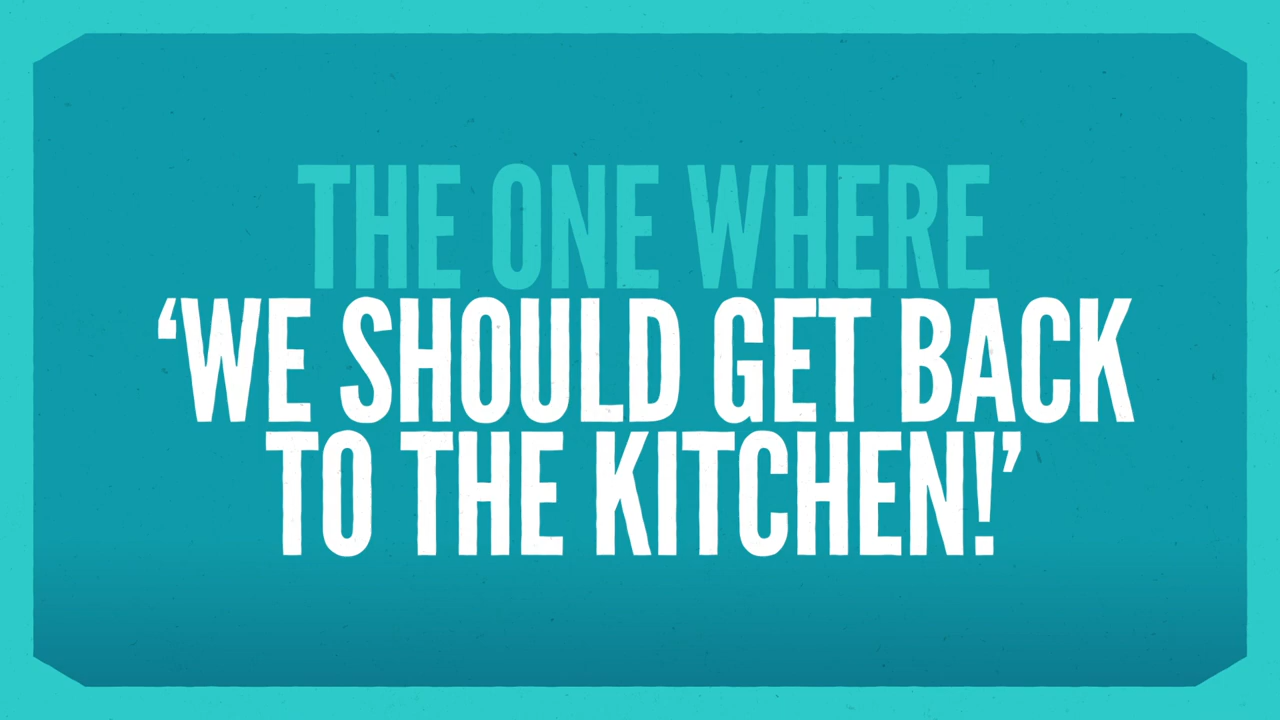 THE ONE WHERE
‘WE SHOULD GET BACK
TO THE KITCHEN!’